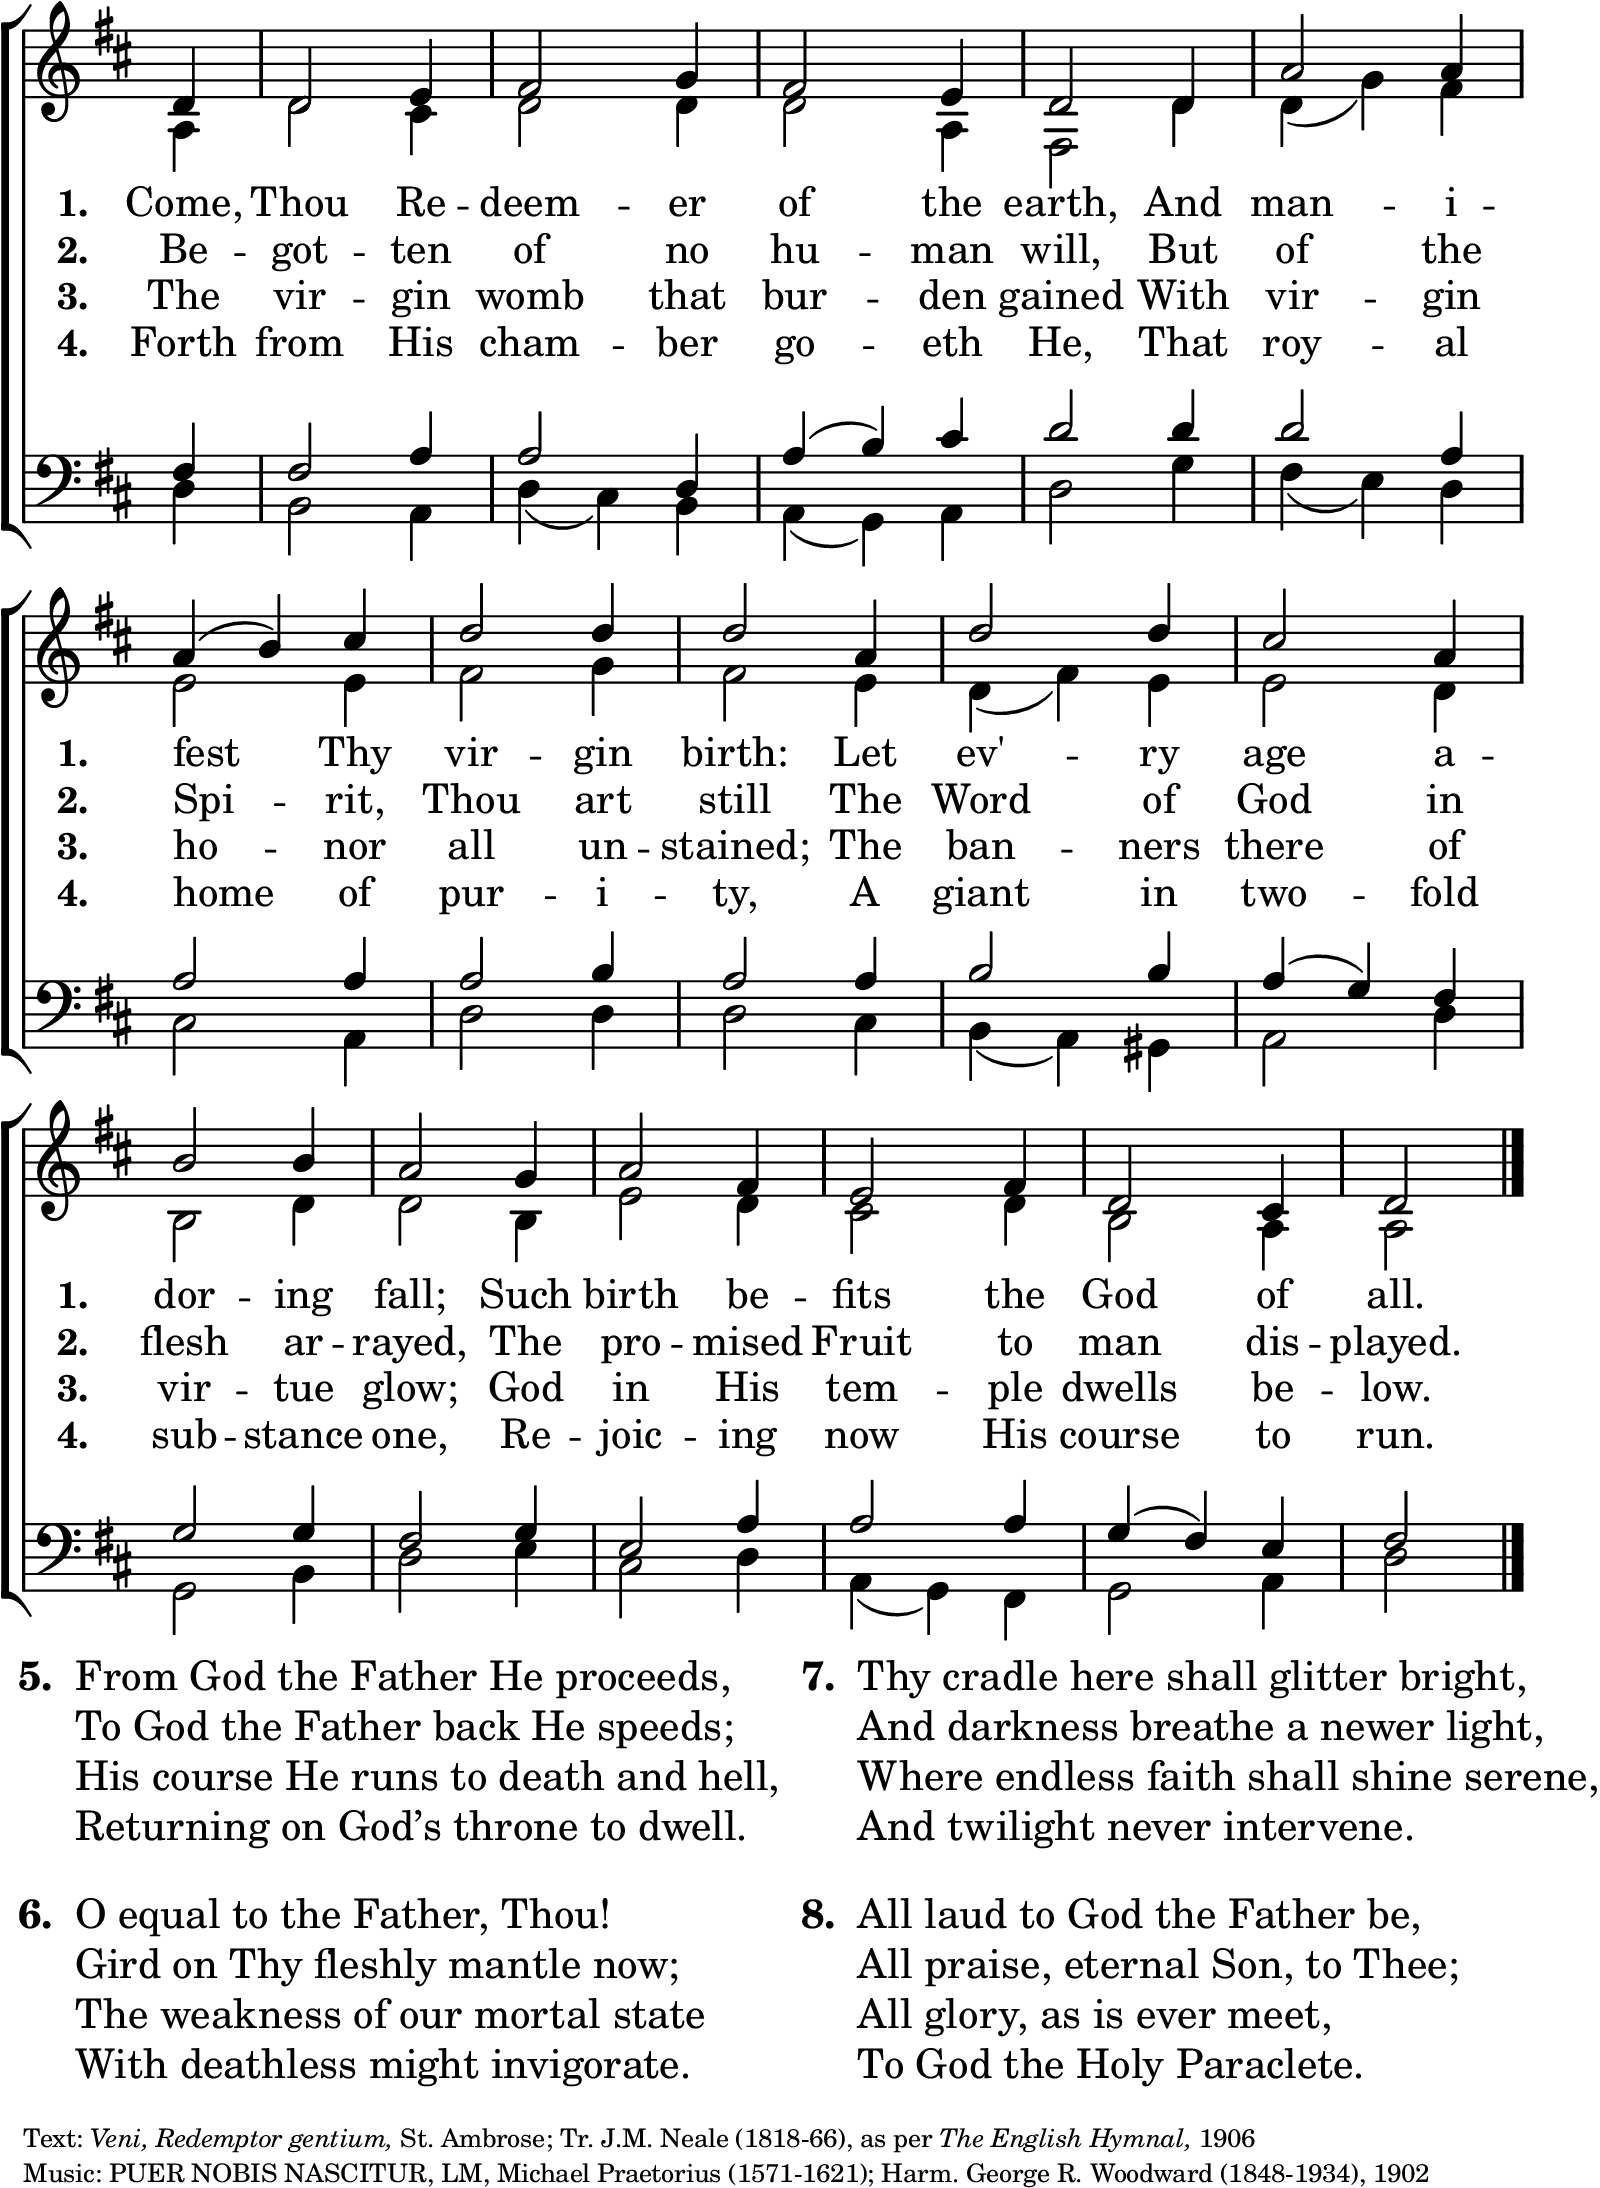 1. Come, Thou Re -- deem -- er of the earth, And man -- i --
2. Be -- got -- ten of no hu -- man will, But of the
3. The vir -- gin womb that bur -- den gained With vir -- gin
4. Forth from His cham -- ber go -- eth He, That roy -- al
1. fest Thy vir -- gin birth: Let ev' -- ry age a --
2. Spi -- rit, Thou art still The Word of God in
3. ho -- nor all un -- stained; The ban -- ners there of
4. home of pur -- i -- ty, A giant in two -- fold
1. dor -- ing fall; Such birth be -- fits the God of all.
2. flesh ar -- rayed, The pro -- mised Fruit to man dis -- played.
3. vir -- tue glow; God in His tem -- ple dwells be -- low.
4. sub -- stance one, Re -- joic -- ing now His course to run.
5. From God the Father He proceeds,
To God the Father back He speeds;
His course He runs to death and hell,
Returning on God’s throne to dwell.
6. O equal to the Father, Thou!
Gird on Thy fleshly mantle now;
The weakness of our mortal state
With deathless might invigorate.
7. Thy cradle here shall glitter bright,
And darkness breathe a newer light,
Where endless faith shall shine serene,
And twilight never intervene.
8. All laud to God the Father be,
All praise, eternal Son, to Thee;
All glory, as is ever meet,
To God the Holy Paraclete.
Text: Veni, Redemptor gentium, St. Ambrose; Tr. J.M. Neale (1818-66), as per The English Hymnal, 1906
Music: PUER NOBIS NASCITUR, LM, Michael Praetorius (1571-1621); Harm. George R. Woodward (1848-1934), 1902